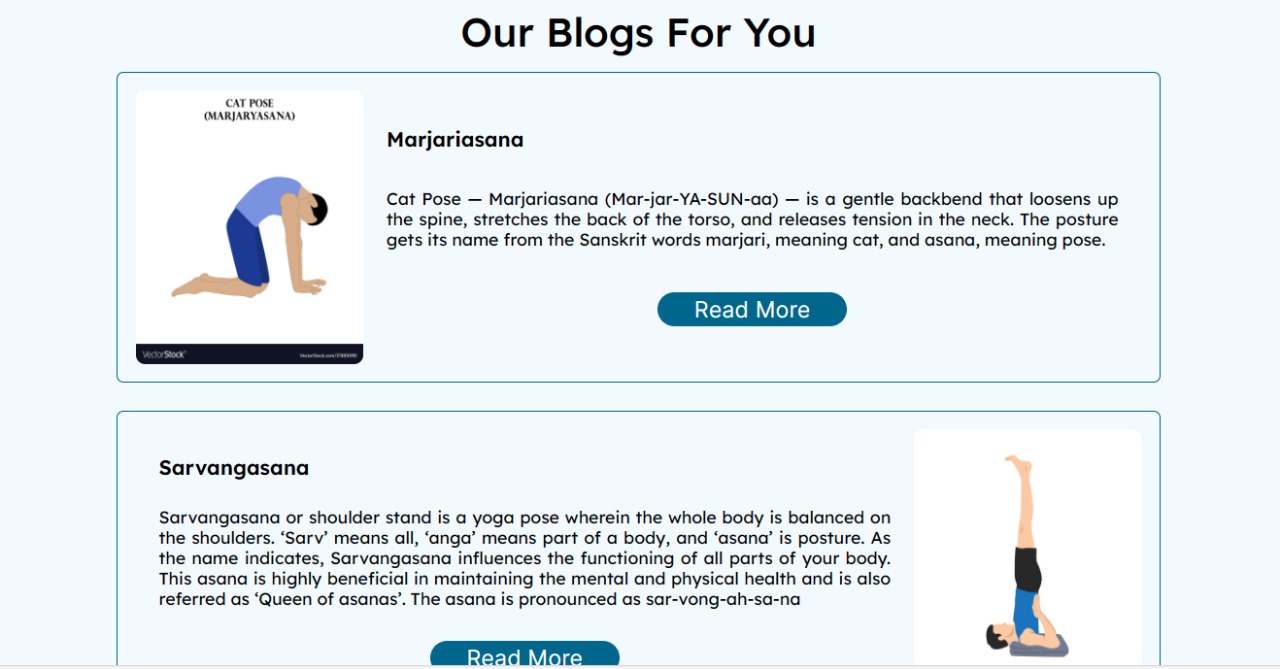 Our Blogs For You
CAT POSE
(MARJARYASANA)
VectorStock®
Marjariasana
Cat Pose — Marjariasana (Mar-jar-YA-SUN-aa) — is a gentle backbend that loosens up
the spine, stretches the back of the torso, and releases tension in the neck. The posture
gets its name from the Sanskrit words marjari, meaning cat, and asana, meaning pose.
Read More
Sarvangasana
Sarvangasana or shoulder stand is a yoga pose wherein the whole body is balanced on
the shoulders. ‘Sarv’ means all, ‘anga’ means part of a body, and ‘asana’ is posture. As
the name indicates, Sarvangasana influences the functioning of all parts of your body.
This asana is highly beneficial in maintaining the mental and physical health and is also
referred as ‘Queen of asanas’. The asana is pronounced as sar-vong-ah-sa-na
Read More